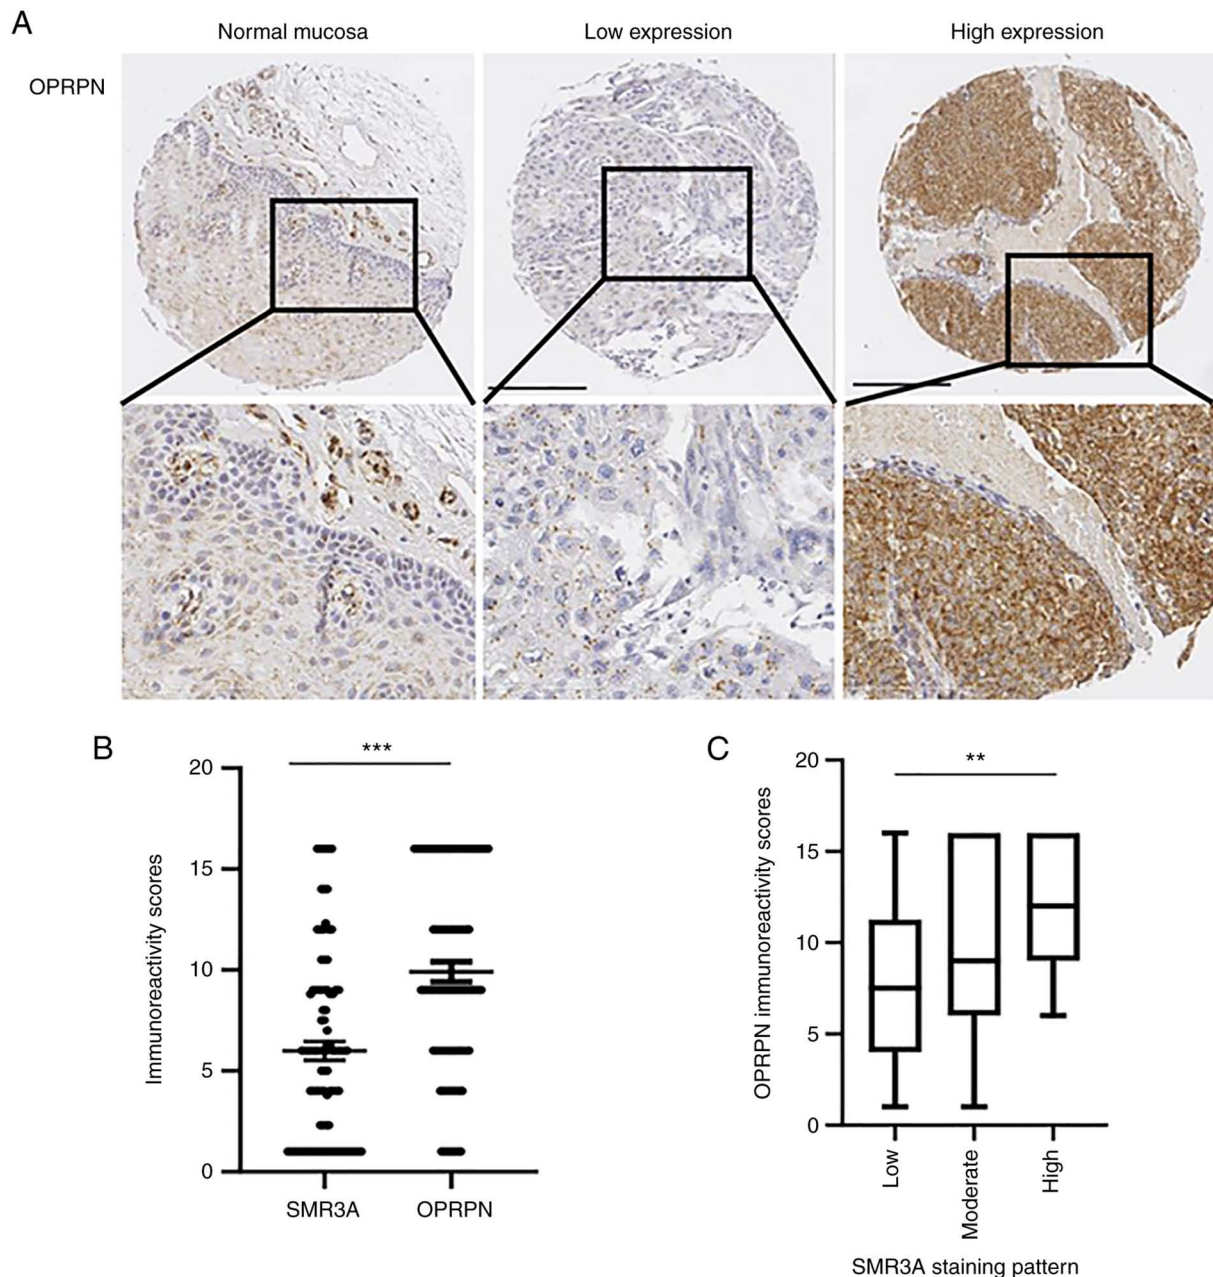 A
Normal mucosa
Low expression
High expression
OPRPN
B
***
20
15
10
5
0
Immunoreactivity scores
SMR3A
OPRPN
C
**
20
15
10
5
0
OPRPN immunoreactivity scores
Low
Moderate
High
SMR3A staining pattern